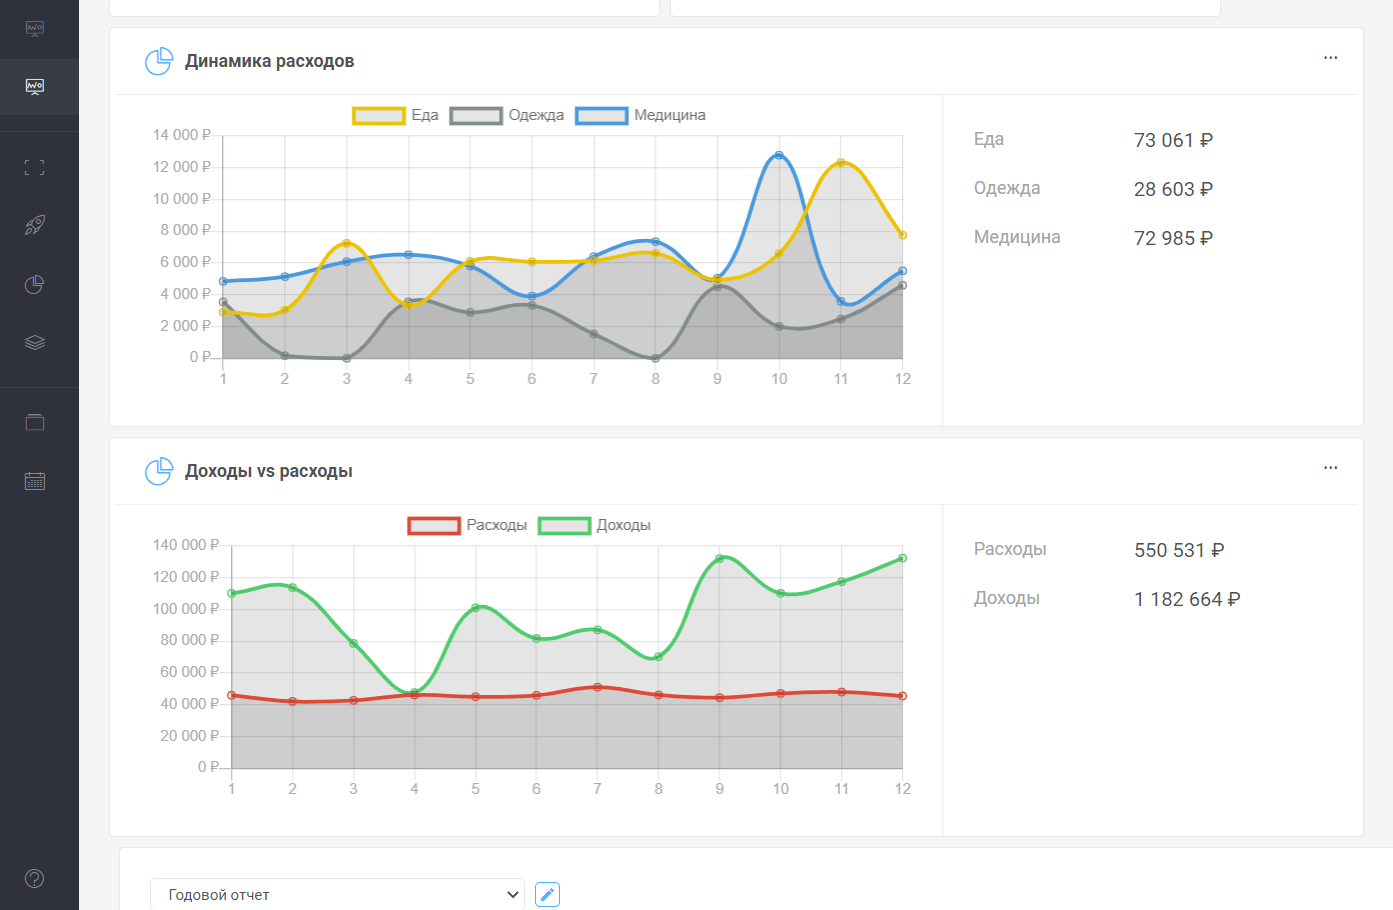 Динамика расходов
...
Еда Одежда Медицина
14 000 ₽
12 000 ₽
10 000 ₽
8 000 ₽
6 000 ₽
4 000 ₽
2 000 ₽
0 ₽
1 2 3 4 5 6 7 8 9 10 11 12
Еда 73 061 ₽
Одежда 28 603 ₽
Медицина 72 985 ₽
Доходы vs расходы
...
Расходы Доходы
140 000 ₽
120 000 ₽
100 000 ₽
80 000 ₽
60 000 ₽
40 000 ₽
20 000 ₽
0 ₽
1 2 3 4 5 6 7 8 9 10 11 12
Расходы 550 531 ₽
Доходы 1 182 664 ₽
Годовой отчет